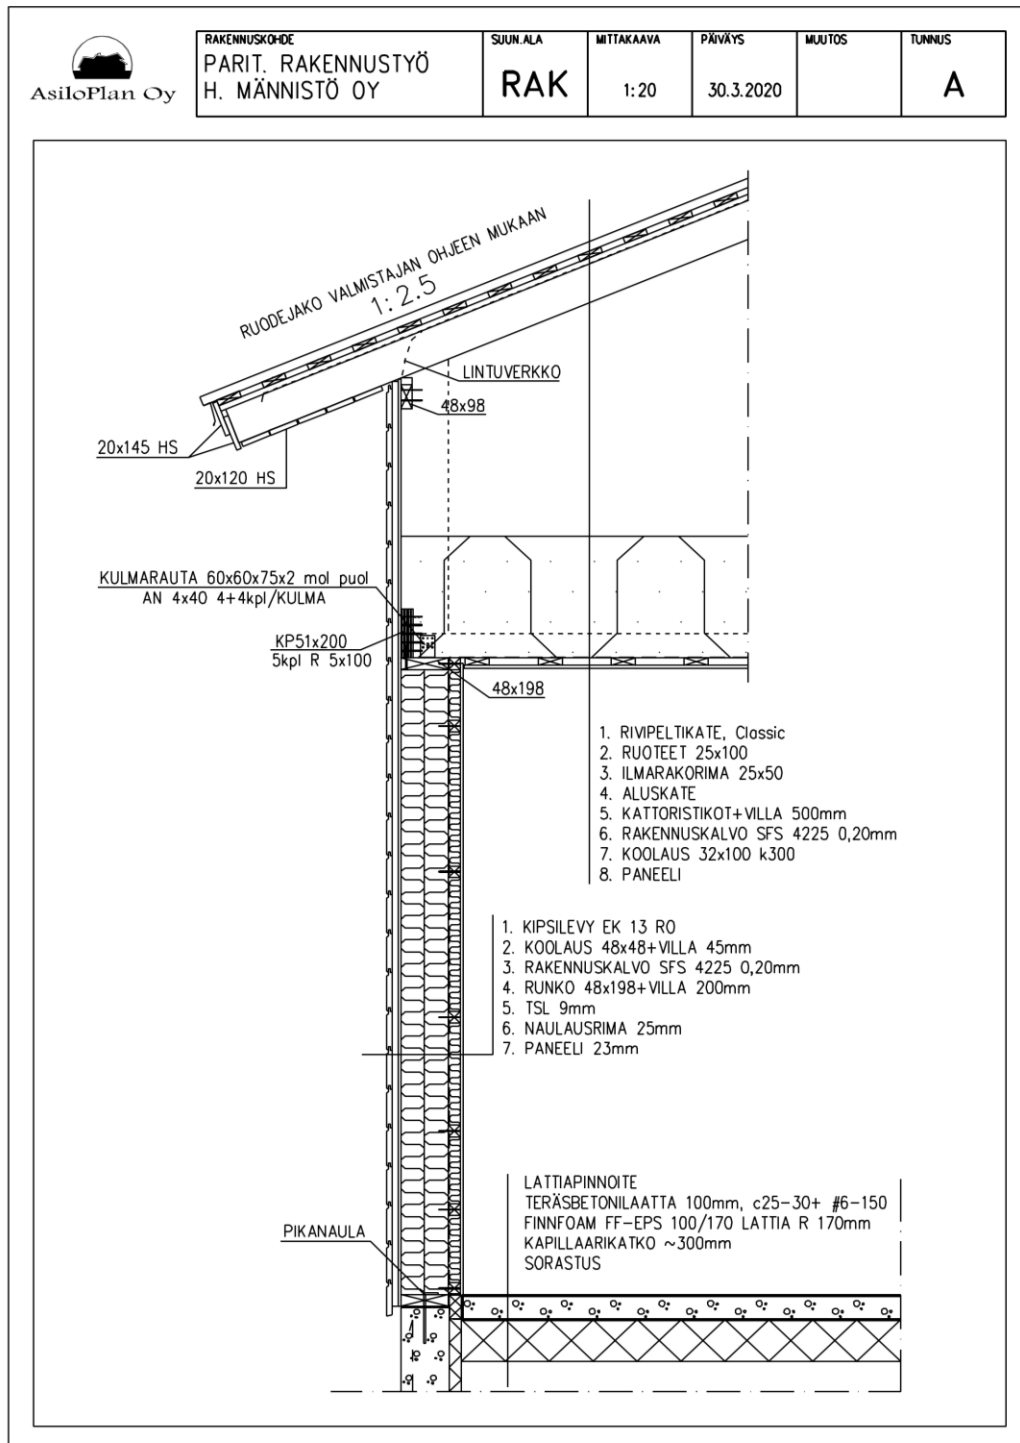 AsiloPlan Oy
RAKENNUSKOHDE
PARIT. RAKENNUSTYÖ
H. MÄNNISTÖ OY
SUUN.ALA
RAK
MITTAKAAVA
1:20
PÄIVÄYS
30.3.2020
MUUTOS
TUNNUS
A
RUODEJAKO VALMISTAJAN OHJEEN MUKAAN
1:2.5
LINTUVERKKO
48x98
20x145 HS
20x120 HS
KULMARAUTA 60x60x75x2 mol puol
AN 4x40 4+4kpl/KULMA
KP51x200
5kpl R 5x100
48x198
1. RIVIPELTIKATE, Classic
2. RUOTEET 25x100
3. ILMARAKORIMA 25x50
4. ALUSKATE
5. KATTORISTIKOT+VILLA 500mm
6. RAKENNUSKALVO SFS 4225 0,20mm
7. KOOLAUS 32x100 k300
8. PANEELI
1. KIPSILEVY EK 13 RO
2. KOOLAUS 48x48+VILLA 45mm
3. RAKENNUSKALVO SFS 4225 0,20mm
4. RUNKO 48x198+VILLA 200mm
5. TSL 9mm
6. NAULAUSRIMA 25mm
7. PANEELI 23mm
LATTIAPINNOITE
TERÄSBETONILAATTA 100mm, c25-30+ #6-150
FINNFOAM FF-EPS 100/170 LATTIA R 170mm
KAPILLAARIKATKO ~300mm
SORASTUS
PIKANAULA